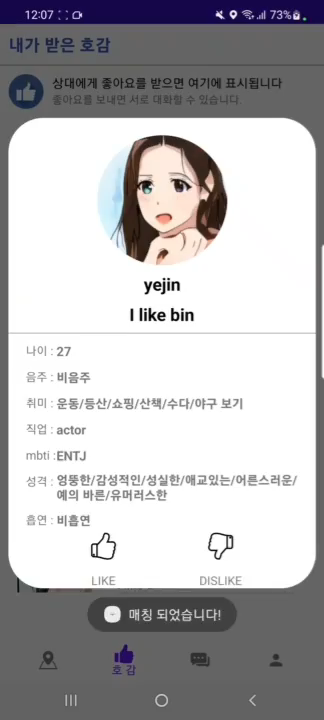 12:07
73%
내가 받은 호감
상대에게 좋아요를 받으면 여기에 표시됩니다
좋아요를 보내면 서로 대화할 수 있습니다.
yejin
I like bin
나이 : 27
음주 : 비음주
취미 : 운동/등산/쇼핑/산책/수다/야구 보기
직업 : actor
mbti :ENTJ
성격 : 엉뚱한/감성적인/성실한/애교있는/어른스러운/
예의 바른/유머러스한
흡연 : 비흡연
LIKE DISLIKE
매칭 되었습니다!
호 감